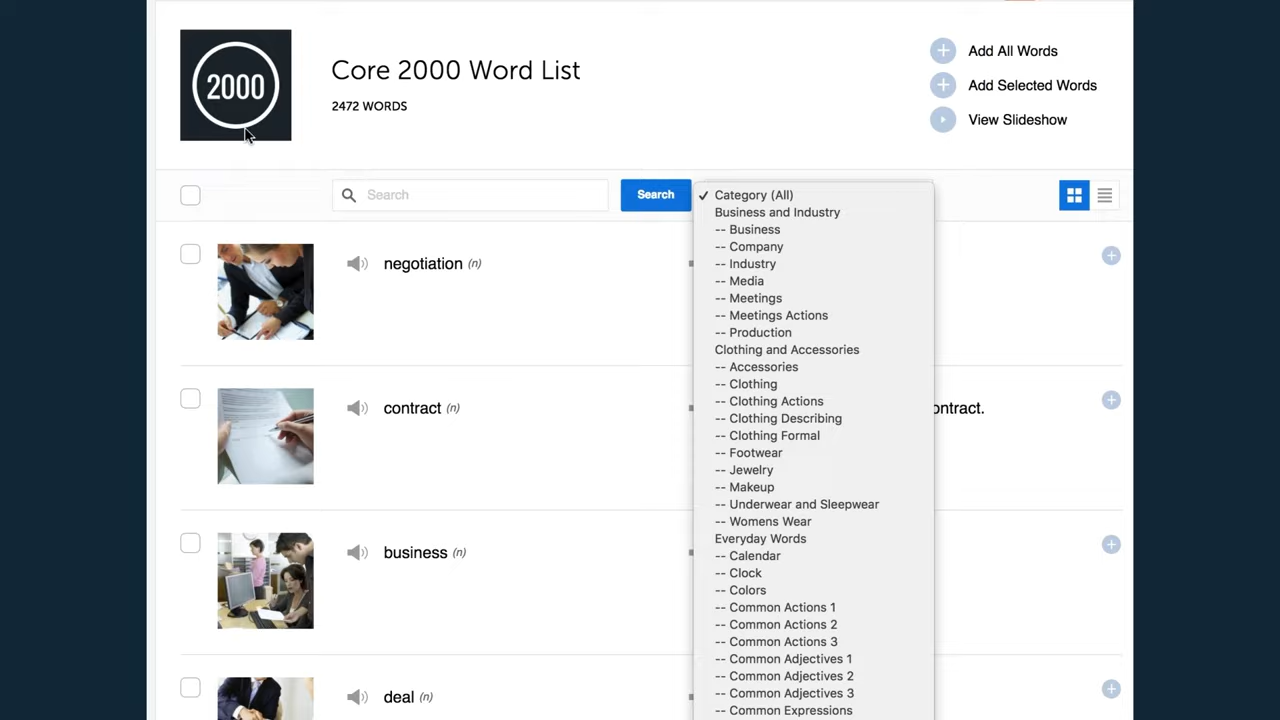 2000
Core 2000 Word List
2472 WORDS
Add All Words
Add Selected Words
View Slideshow
Search
Search
✓ Category (All)
Business and Industry
-- Business
-- Company
-- Industry
-- Media
-- Meetings
-- Meetings Actions
-- Production
Clothing and Accessories
-- Accessories
-- Clothing
-- Clothing Actions
-- Clothing Describing
-- Clothing Formal
-- Footwear
-- Jewelry
-- Makeup
-- Underwear and Sleepwear
-- Womens Wear
Everyday Words
-- Calendar
-- Clock
-- Colors
-- Common Actions 1
-- Common Actions 2
-- Common Actions 3
-- Common Adjectives 1
-- Common Adjectives 2
-- Common Adjectives 3
-- Common Expressions
negotiation (n)
contract (n)
ontract.
business (n)
deal (n)